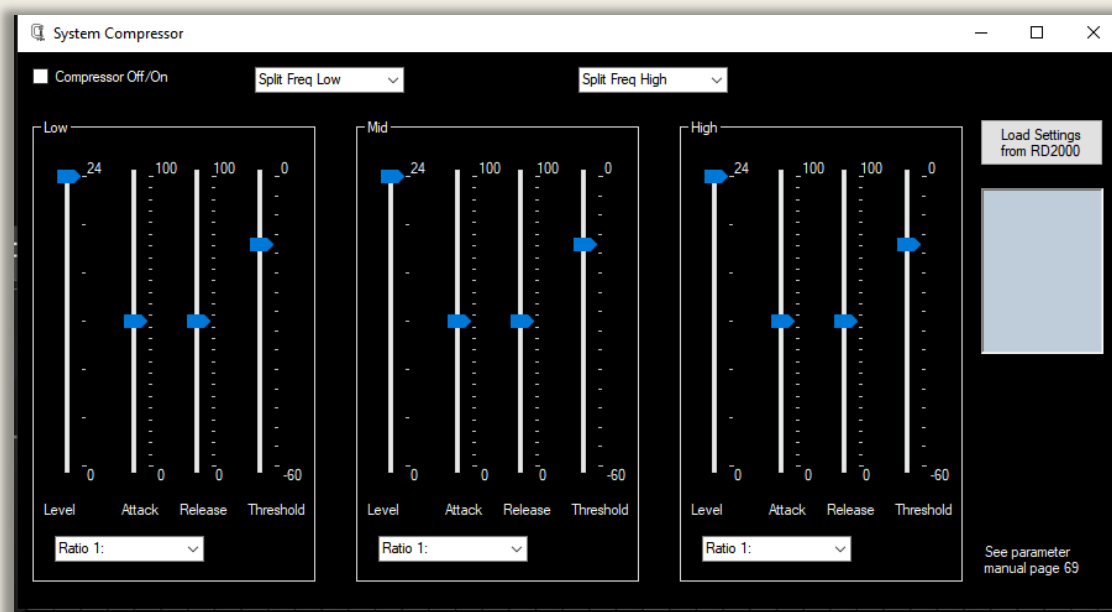 System Compressor
Compressor Off/On
Split Freq Low
Split Freq High
Low
24 100 100 0
0 0 0 -60
Level Attack Release Threshold
Ratio 1:
Mid
24 100 100 0
0 0 0 -60
Level Attack Release Threshold
Ratio 1:
High
24 100 100 0
0 0 0 -60
Level Attack Release Threshold
Ratio 1:
Load Settings
from RD2000
See parameter
manual page 69